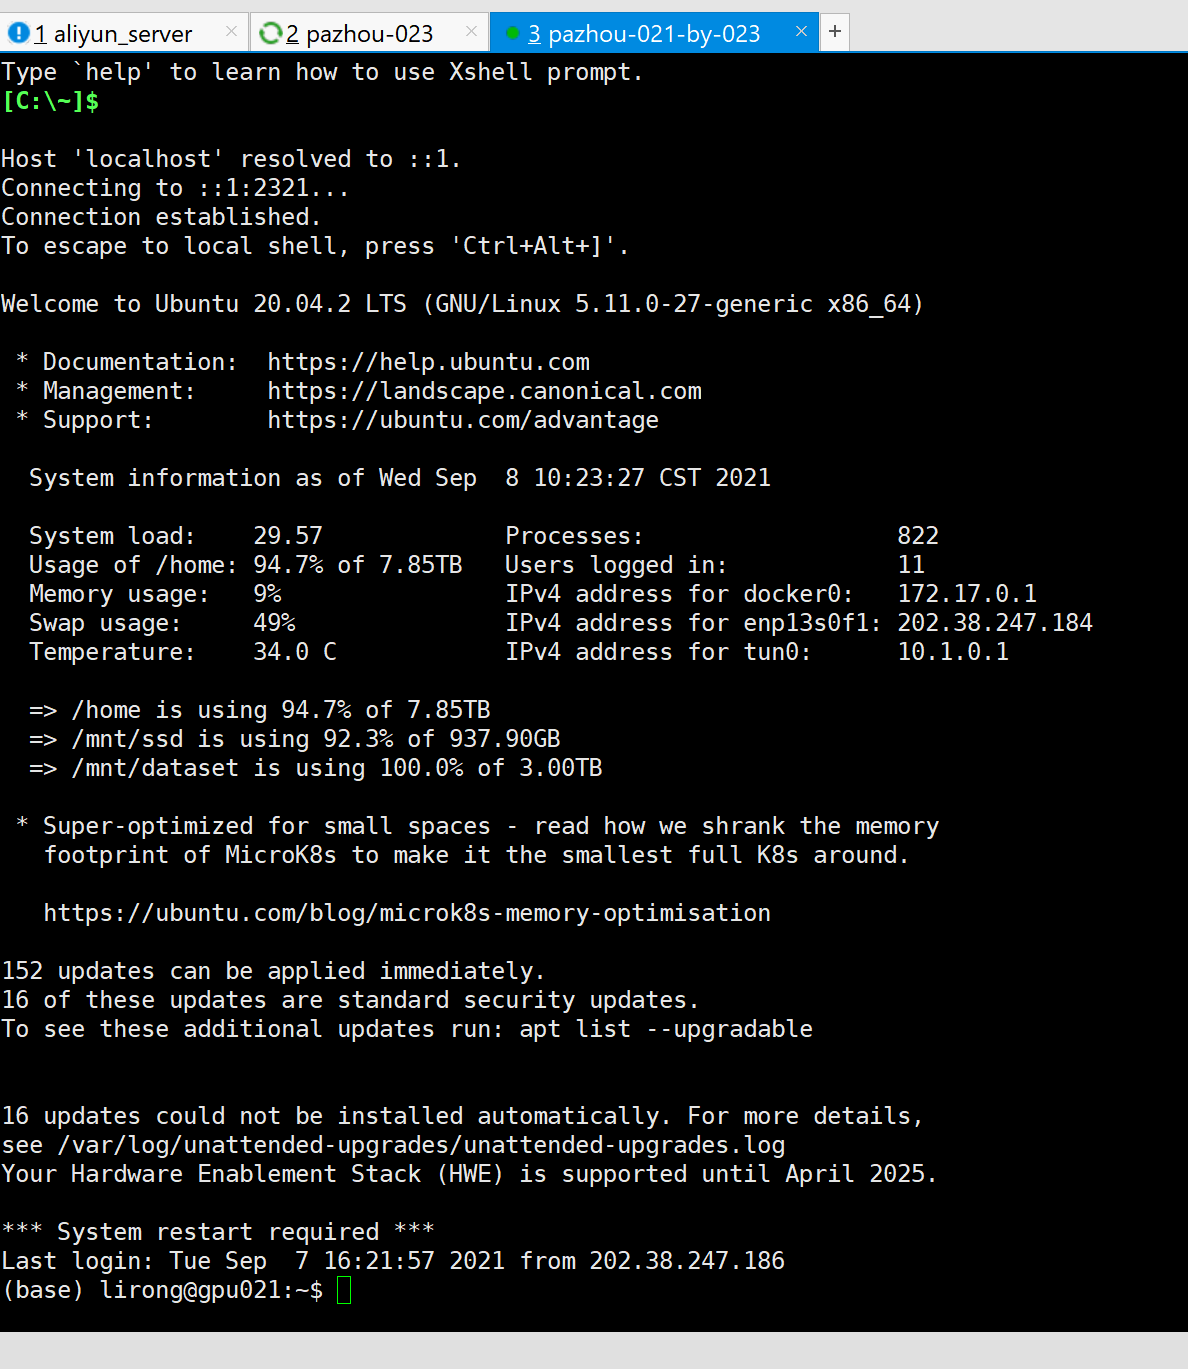 1 aliyun_server
2 pazhou-023
3 pazhou-021-by-023
Type `help' to learn how to use Xshell prompt.
[C:\~]$

Host 'localhost' resolved to ::1.
Connecting to ::1:2321...
Connection established.
To escape to local shell, press 'Ctrl+Alt+]'.

Welcome to Ubuntu 20.04.2 LTS (GNU/Linux 5.11.0-27-generic x86_64)

 * Documentation:  https://help.ubuntu.com
 * Management:     https://landscape.canonical.com
 * Support:        https://ubuntu.com/advantage

  System information as of Wed Sep  8 10:23:27 CST 2021

  System load:    29.57             Processes:                  822
  Usage of /home: 94.7% of 7.85TB   Users logged in:            11
  Memory usage:   9%                IPv4 address for docker0:   172.17.0.1
  Swap usage:     49%               IPv4 address for enp13s0f1: 202.38.247.184
  Temperature:    34.0 C            IPv4 address for tun0:      10.1.0.1

  => /home is using 94.7% of 7.85TB
  => /mnt/ssd is using 92.3% of 937.90GB
  => /mnt/dataset is using 100.0% of 3.00TB

 * Super-optimized for small spaces - read how we shrank the memory
   footprint of MicroK8s to make it the smallest full K8s around.

   https://ubuntu.com/blog/microk8s-memory-optimisation

152 updates can be applied immediately.
16 of these updates are standard security updates.
To see these additional updates run: apt list --upgradable

16 updates could not be installed automatically. For more details,
see /var/log/unattended-upgrades/unattended-upgrades.log
Your Hardware Enablement Stack (HWE) is supported until April 2025.

*** System restart required ***
Last login: Tue Sep  7 16:21:57 2021 from 202.38.247.186
(base) lirong@gpu021:~$